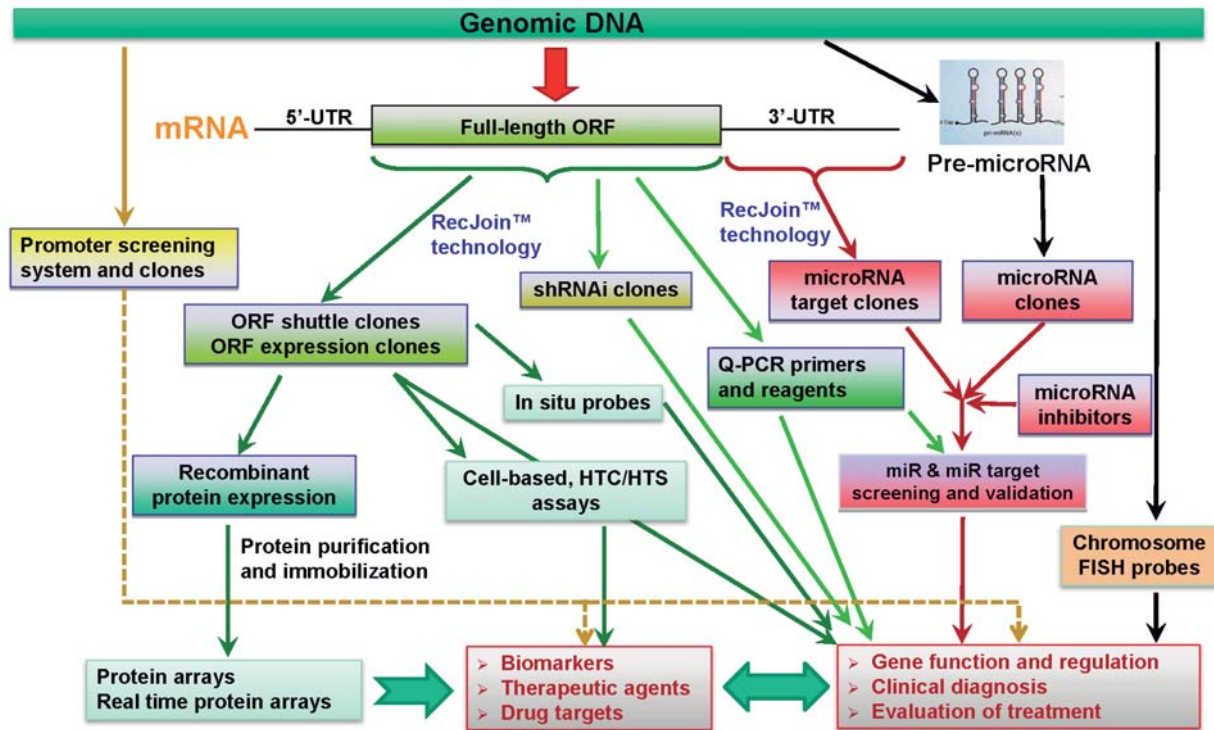 Genomic DNA
mRNA
5'-UTR
Full-length ORF
3'-UTR
pri-miRNA(s)
Pre-microRNA
RecJoin™
technology
RecJoin™
technology
Promoter screening
system and clones
shRNAi clones
microRNA
target clones
microRNA
clones
ORF shuttle clones
ORF expression clones
Q-PCR primers
and reagents
In situ probes
microRNA
inhibitors
Recombinant
protein expression
Cell-based, HTC/HTS
assays
miR & miR target
screening and validation
Protein purification
and immobilization
Chromosome
FISH probes
Protein arrays
Real time protein arrays
➢ Biomarkers
➢ Therapeutic agents
➢ Drug targets
➢ Gene function and regulation
➢ Clinical diagnosis
➢ Evaluation of treatment